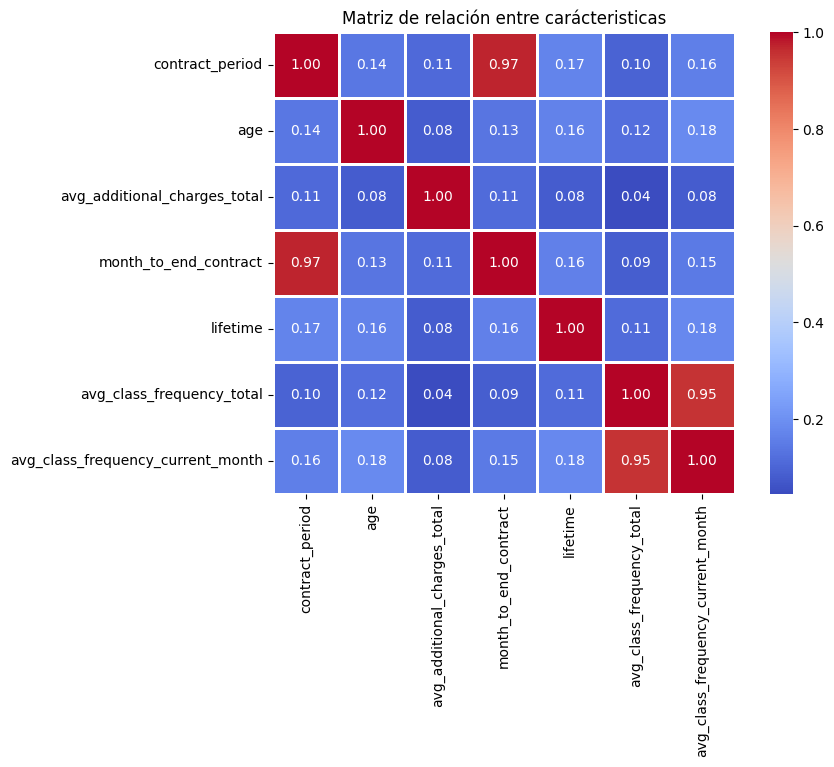 Matriz de relación entre carácteristicas
contract_period 1.00 0.14 0.11 0.97 0.17 0.10 0.16
age 0.14 1.00 0.08 0.13 0.16 0.12 0.18
avg_additional_charges_total 0.11 0.08 1.00 0.11 0.08 0.04 0.08
month_to_end_contract 0.97 0.13 0.11 1.00 0.16 0.09 0.15
lifetime 0.17 0.16 0.08 0.16 1.00 0.11 0.18
avg_class_frequency_total 0.10 0.12 0.04 0.09 0.11 1.00 0.95
avg_class_frequency_current_month 0.16 0.18 0.08 0.15 0.18 0.95 1.00
contract_period
age
avg_additional_charges_total
month_to_end_contract
lifetime
avg_class_frequency_total
avg_class_frequency_current_month
1.0
0.8
0.6
0.4
0.2